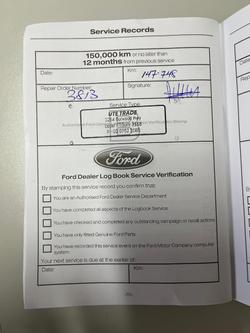 Service Records
150,000 km or no later than
12 months from previous service
Date:
Km:
147 748
Repair Order Number:
3813
Signature:
Service Type:
UTE TRADE
Ford
Ford Dealer Log Book Service Verification
By stamping this service record you confirm that:
You are an Authorised Ford Dealer Service Department
You have completed all aspects of the Logbook Service
You have checked and completed any outstanding campaign or recall actions
You have only fitted Genuine Ford Parts
You have recorded this service event on the Ford Motor Company computer
system
Your next service is due at the earlier of:
Date:
Km: